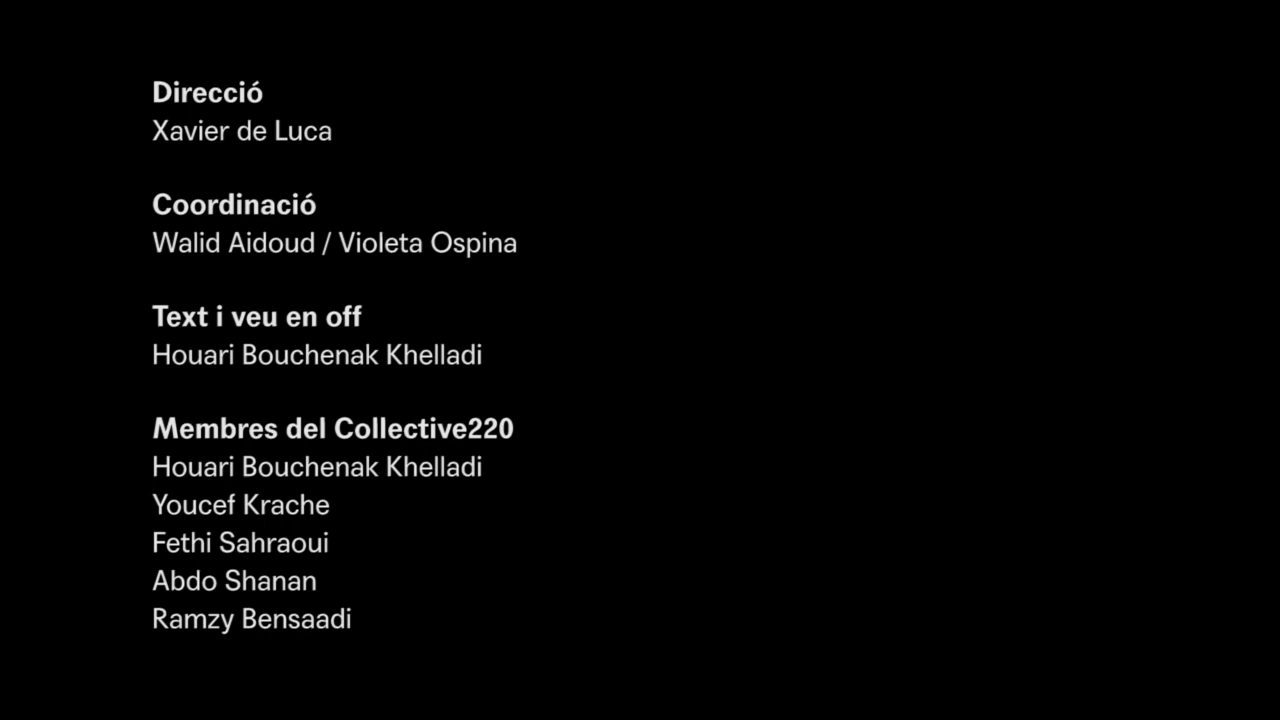 Direcció
Xavier de Luca
Coordinació
Walid Aidoud / Violeta Ospina
Text i veu en off
Houari Bouchenak Khelladi
Membres del Collective220
Houari Bouchenak Khelladi
Youcef Krache
Fethi Sahraoui
Abdo Shanan
Ramzy Bensaadi